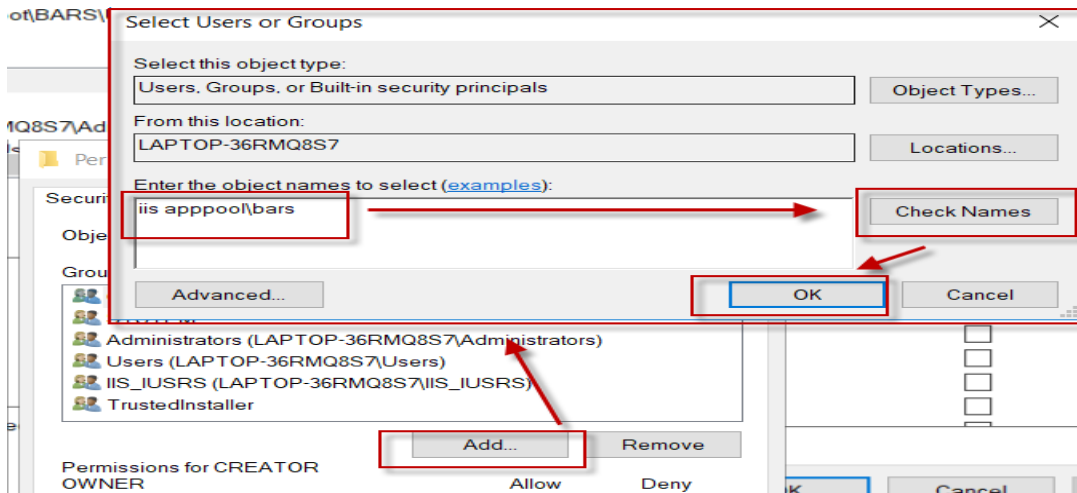 ot\BARS\
Select Users or Groups
Select this object type:
Users, Groups, or Built-in security principals
Object Types...
From this location:
LAPTOP-36RMQ8S7
Locations...
Enter the object names to select (examples):
iis apppool\bars
Check Names
Advanced...
OK
Cancel
MQ8S7\Ad
Per
Securi
Obje
Grou
Administrators (LAPTOP-36RMQ8S7\Administrators)
Users (LAPTOP-36RMQ8S7\Users)
IIS_IUSRS (LAPTOP-36RMQ8S7\IIS_IUSRS)
TrustedInstaller
Add...
Remove
Permissions for CREATOR
OWNER
Allow
Deny
Cancel